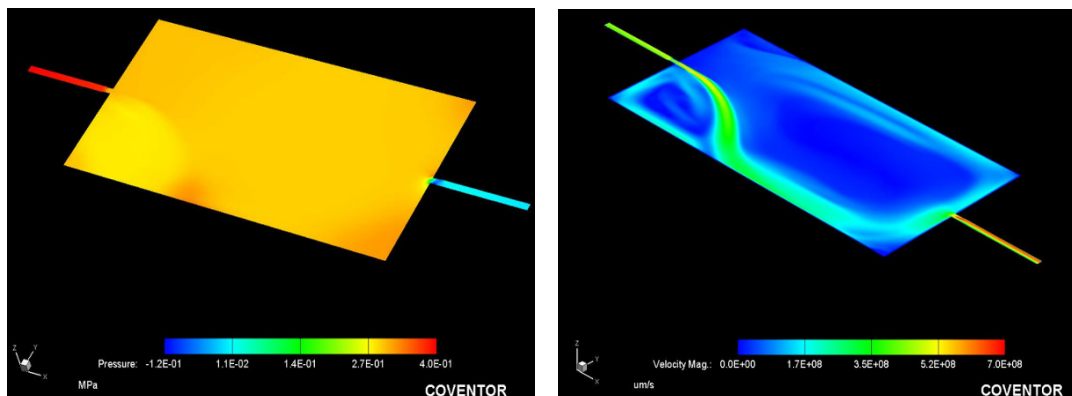 Z Y
X
Pressure: -1.2E-01 1.1E-02 1.4E-01 2.7E-01 4.0E-01
MPa
COVENTOR
Z Y
X
Velocity Mag.: 0.0E+00 1.7E+08 3.5E+08 5.2E+08 7.0E+08
um/s
COVENTOR